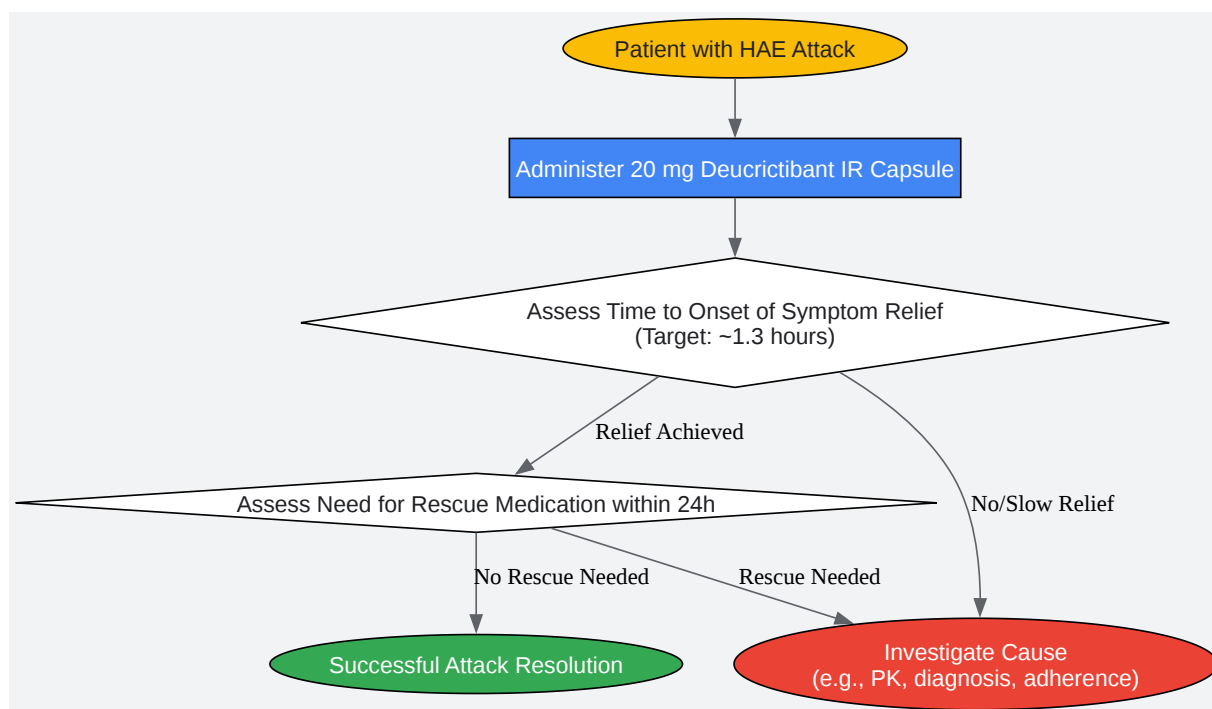 Patient with HAE Attack
Administer 20 mg Deucrictibant IR Capsule
Assess Time to Onset of Symptom Relief
(Target: ~1.3 hours)
Relief Achieved
Assess Need for Rescue Medication within 24h
No/Slow Relief
No Rescue Needed
Rescue Needed
Successful Attack Resolution
Investigate Cause
(e.g., PK, diagnosis, adherence)